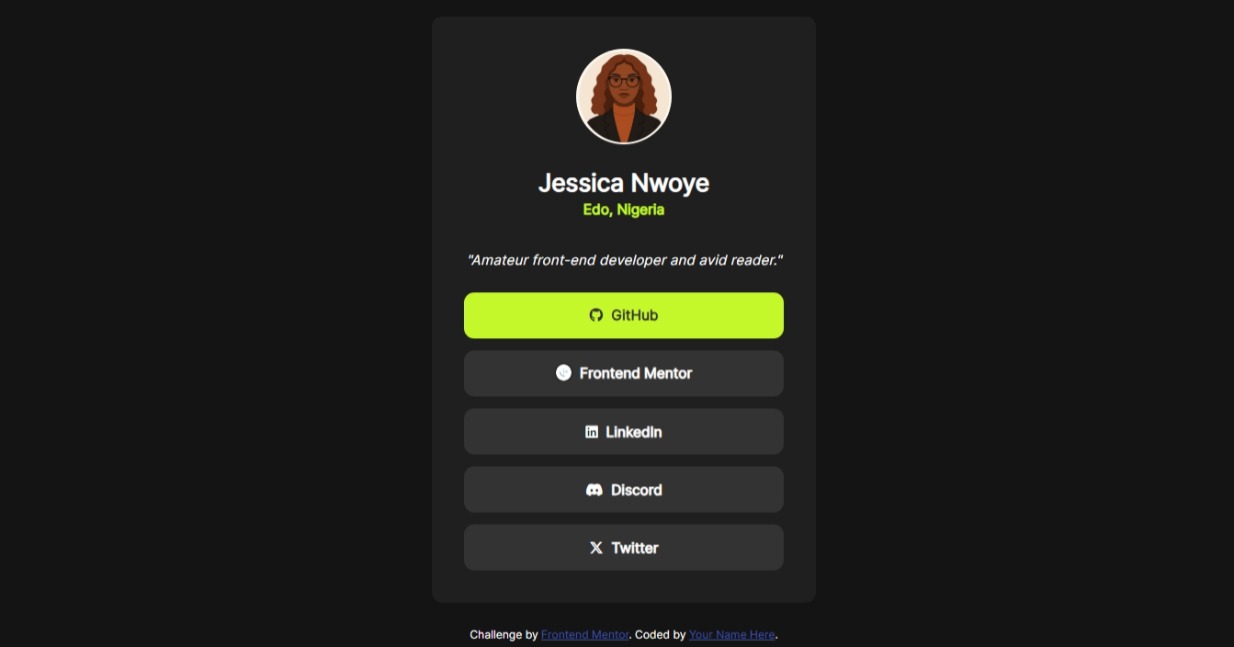 Jessica Nwoye
Edo, Nigeria
"Amateur front-end developer and avid reader."
GitHub
Frontend Mentor
LinkedIn
Discord
Twitter
Challenge by Frontend Mentor. Coded by Your Name Here.